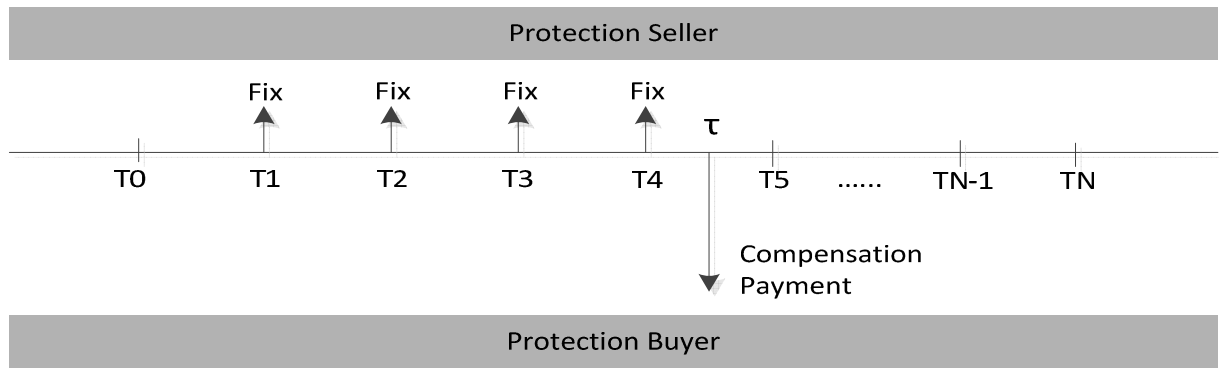 Protection Seller
Fix Fix Fix Fix
τ
T0 T1 T2 T3 T4 T5 ...... TN-1 TN
Compensation
Payment
Protection Buyer